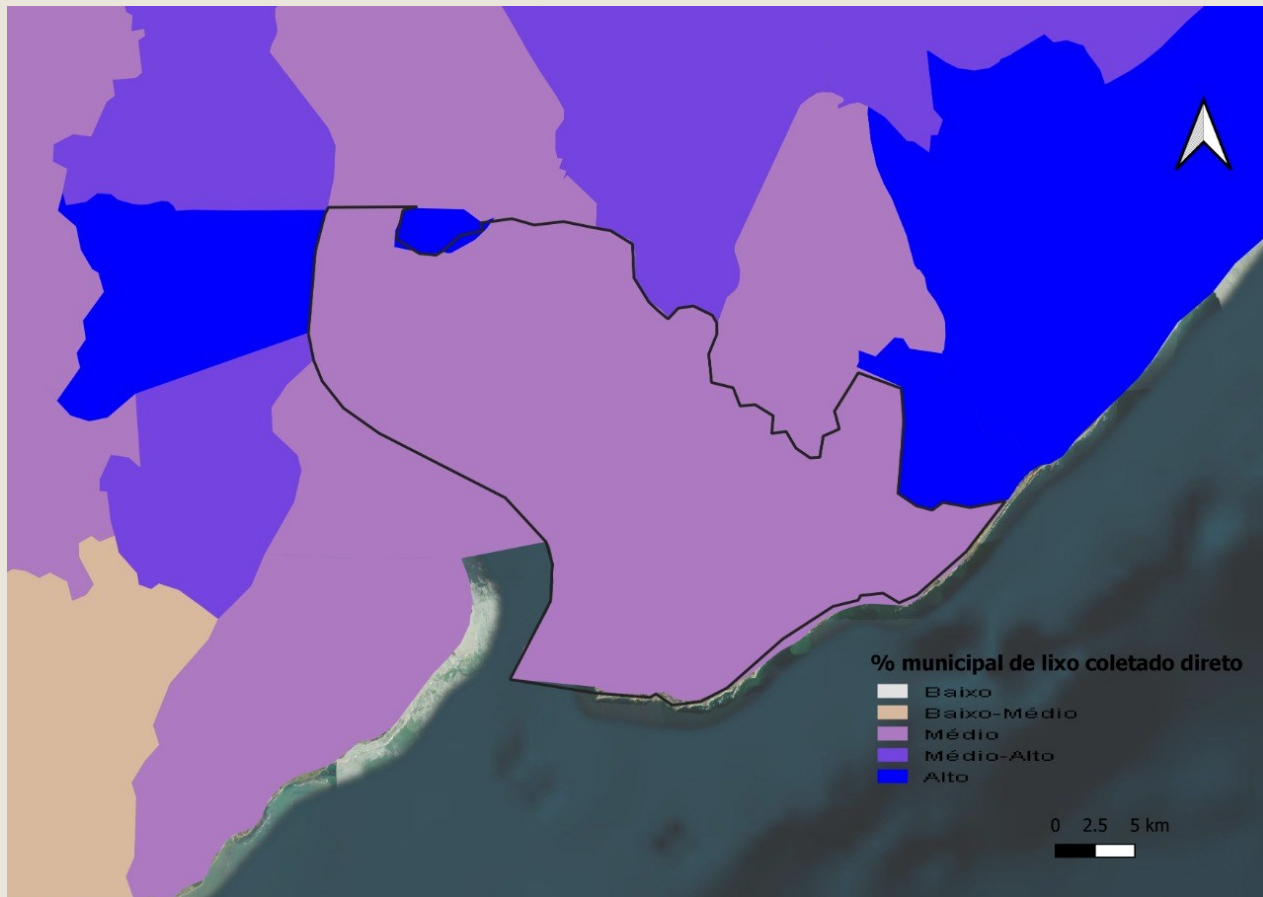 % municipal de lixo coletado direto
Baixo
Baixo-Médio
Médio
Médio-Alto
Alto
0 2.5 5 km